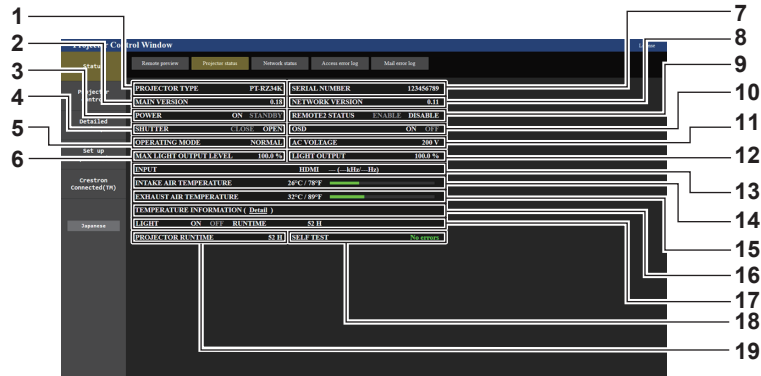 1
2
3
4
5
6
7
8
9
10
11
12
13
14
15
16
17
18
19
Projector Control Window
Status
Remote preview Projector status Network status Access error log Mail error log
Projector control
Detailed
Set up
Crestron Connected(TM)
Japanese
PROJECTOR TYPE PT-RZ34K SERIAL NUMBER 123456789
MAIN VERSION 0.18 NETWORK VERSION 0.11
POWER ON STANDBY REMOTE2 STATUS ENABLE DISABLE
SHUTTER CLOSE OPEN OSD ON OFF
OPERATING MODE NORMAL AC VOLTAGE 200 V
MAX LIGHT OUTPUT LEVEL 100.0 % LIGHT OUTPUT 100.0 %
INPUT HDMI — (—kHz/—Hz)
INTAKE AIR TEMPERATURE 26°C / 78°F
EXHAUST AIR TEMPERATURE 32°C / 89°F
TEMPERATURE INFORMATION ( Detail )
LIGHT ON OFF RUNTIME 52 H
PROJECTOR RUNTIME 52 H SELF TEST No errors